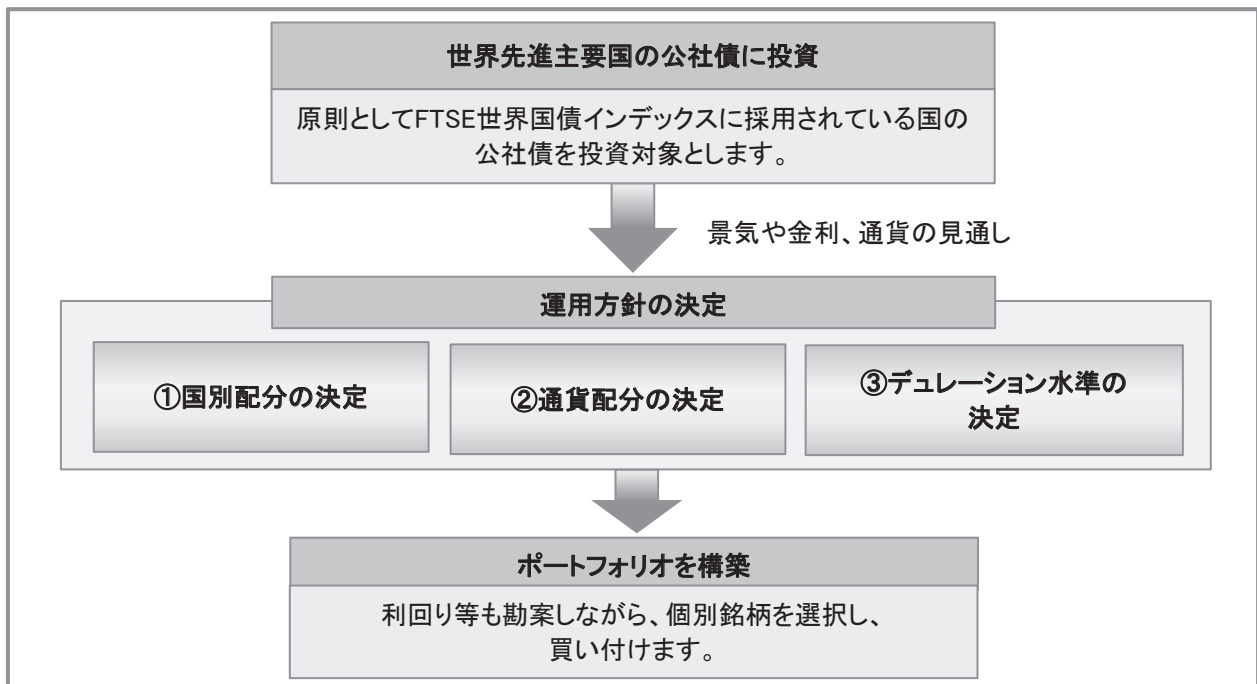 世界先進主要国の公社債に投資
原則としてFTSE世界国債インデックスに採用されている国の
公社債を投資対象とします。
景気や金利、通貨の見通し
運用方針の決定
①国別配分の決定
②通貨配分の決定
③デュレーション水準の
決定
ポートフォリオを構築
利回り等も勘案しながら、個別銘柄を選択し、
買い付けます。